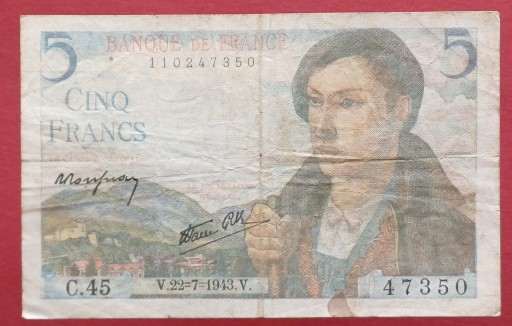 5 BANQUE DE FRANCE 5
110247350
CINQ
FRANCS
C.45 V.22=7=1943.V. 47350